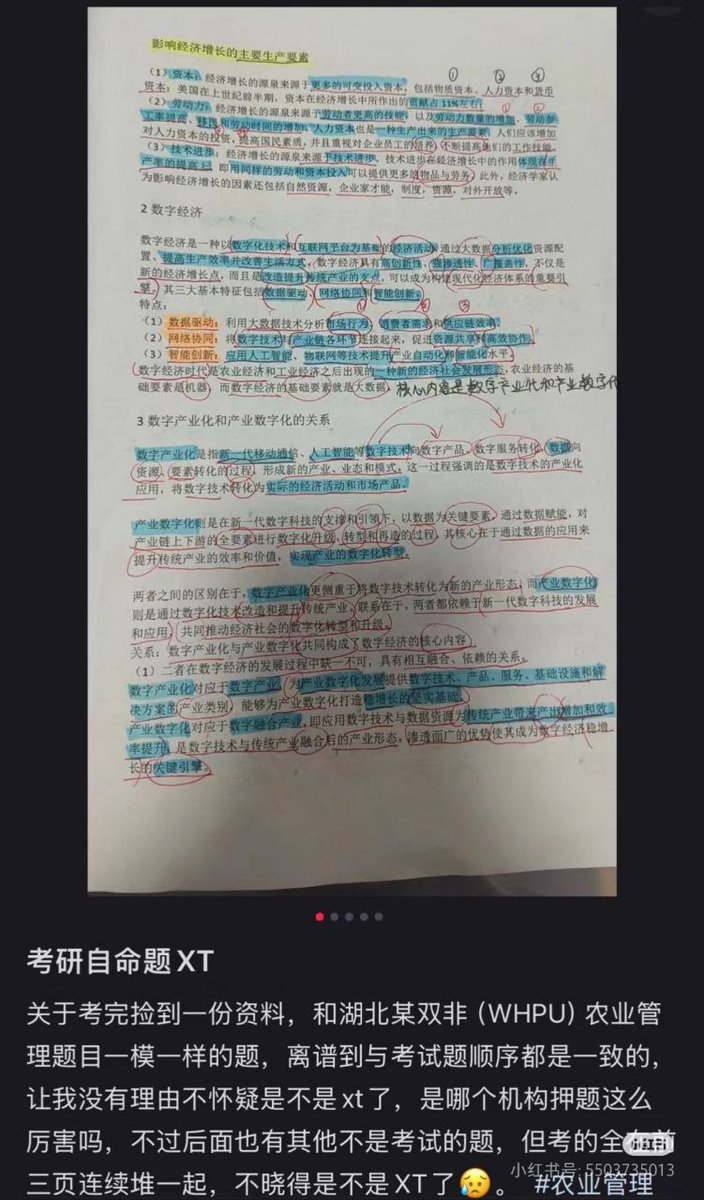 影响经济增长的主要生产要素
（1）资本：经济增长的源泉来源于更多的可变投入资本，包括物质资本、人力资本和货币
① ② ③
资本：美国在上世纪前半期，资本在经济增长中所作出的贡献占11%左右
（2）劳动力：经济增长的源泉来源于劳动者更高的技能，以及劳动力数量的增加、劳动参
工率提高、移民和劳动时间的增加。人力资本也是一种生产出来的生产要素，人们应该增加
对人力资本的投资，提高国民素质，并且重视对企业员工的培养，不断提高他们的工作技能。
（3）技术进步：经济增长的源泉来源于技术进步。技术进步在经济增长中的作用体现在生
产率的提高上，即用同样的劳动和资本投入可以提供更多的物品与劳务。此外，经济学家认
为影响经济增长的因素还包括自然资源，企业家才能，制度，资源，对外开放等。
2 数字经济
数字经济是一种以数字化技术和互联网平台为基础的经济活动，通过大数据分析优化资源配
置、提高生产效率并改善生活方式。数字经济具有高创新性、强渗透性、广覆盖性，不仅是
新的经济增长点，而且是改造提升传统产业的支点，可以成为构建现代化经济体系的重要引
擎。其三大基本特征包括数据驱动、网络协同和智能创新。
特点：
① ② ③
（1）数据驱动：利用大数据技术分析市场行为、消费者需求和供应链效率。
（2）网络协同：将数字技术与产业链各环节连接起来，促进资源共享和高效协作。
（3）智能创新：应用人工智能、物联网等技术提升产业自动化和智能化水平。
数字经济时代是农业经济和工业经济之后出现的一种新的经济社会发展形态，农业经济的基
础要素是机器，而数字经济的基础要素就是大数据。
核心内容是数字产业化和产业数字化
3 数字产业化和产业数字化的关系
数字产业化是指新一代移动通信、人工智能等数字技术向数字产品、数字服务转化，数据向
资源、要素转化的过程，形成新的产业、业态和模式。这一过程强调的是数字技术的产业化
应用，将数字技术转化为实际的经济活动和市场产品。
产业数字化则是在新一代数字科技的支撑和引领下，以数据为关键要素，通过数据赋能，对
产业链上下游的全要素进行数字化升级、转型和再造的过程，其核心在于通过数据的应用来
提升传统产业的效率和价值，实现产业的数字化转型。
两者之间的区别在于，数字产业化更侧重于将数字技术转化为新的产业形态，而产业数字化
则是通过数字化技术改造和提升传统产业。联系在于，两者都依赖于新一代数字科技的发展
和应用，共同推动经济社会的数字化转型和升级。
关系：数字产业化与产业数字化共同构成了数字经济的核心内容。
（1）二者在数字经济的发展过程中缺一不可，具有相互融合、依赖的关系。
数字产业化对应于数字产业，为产业数字化发展提供数字技术、产品、服务、基础设施和解
决方案的产业类别，能够为产业数字化打造稳增长的坚实基础。
产业数字化对应于数字融合产业，即应用数字技术与数据资源为传统产业带来产出增加和效
率提升，是数字技术与传统产业融合后的产业形态，渗透面广的优势使其成为数字经济稳增
长的关键引擎。
考研自命题XT
关于考完捡到一份资料，和湖北某双非（WHPU）农业管
理题目一模一样的题，离谱到与考试题顺序都是一致的，
让我没有理由不怀疑是不是xt了，是哪个机构押题这么
厉害吗，不过后面也有其他不是考试的题，但考的全在前
三页连续堆一起，不晓得是不是XT了😥。 #农业管理
小红书
小红书号: 5503735013